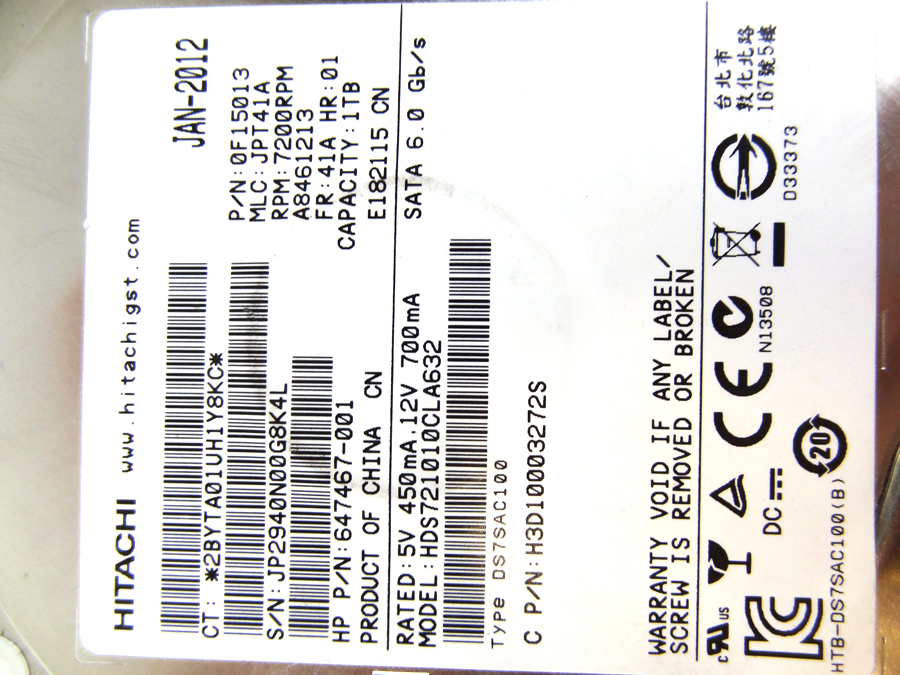 HITACHI www.hitachigst.com
JAN-2012
CT: *2BYTA01UH1Y8KC*
P/N:0F15013
MLC:JPT41A
RPM:7200RPM
S/N:JP2940N00G8K4L
A8461213
FR:41A HR:01
HP P/N:647467-001
CAPACITY:1TB
PRODUCT OF CHINA CN
E182115 CN
RATED:5V 450mA,12V 700mA
SATA 6.0 Gb/s
MODEL:HDS721010CLA632
TYPE DS7SAC100
C P/N:H3D10003272S
WARRANTY VOID IF ANY LABEL/
SCREW IS REMOVED OR BROKEN
c RU US
CE
台北市
敦化北路
167號5樓
DC
N13508
D33373
20
HTB-DS7SAC100(B)